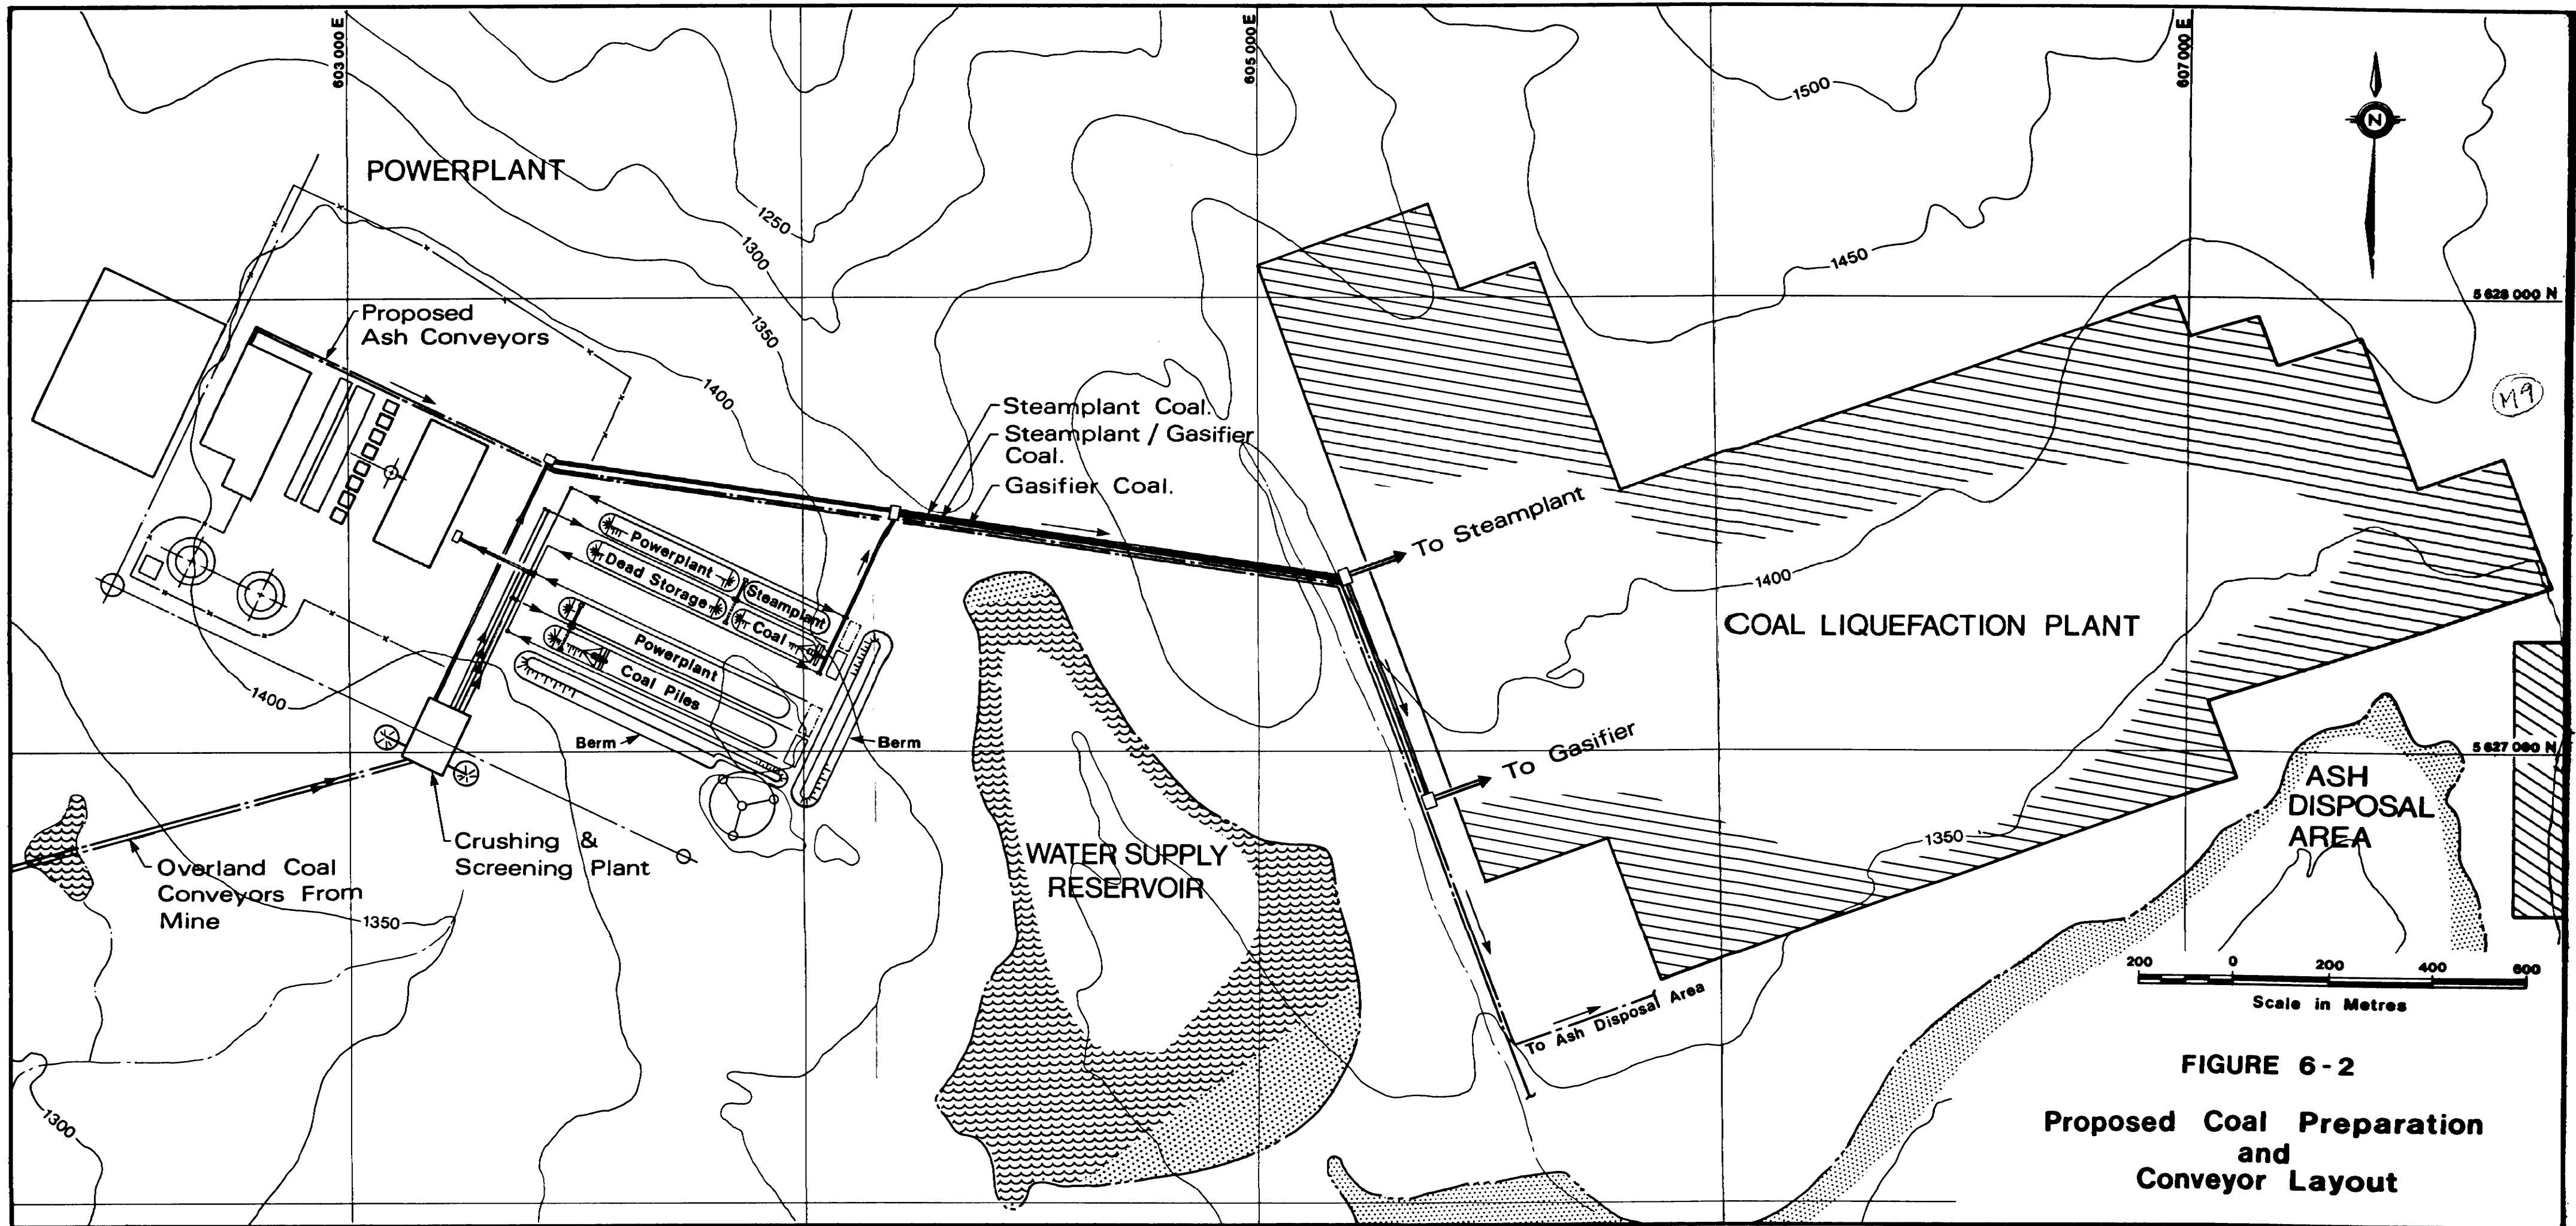 603 000 E
605 000 E
607 000 E
N
1500
POWERPLANT
1250
1300
1450
5 628 000 N
Proposed
Ash Conveyors
1350
1400
M9
Steamplant Coal.
Steamplant / Gasifier
Coal.
Gasifier Coal.
To Steamplant
Powerplant
Dead Storage
Steamplant
Coal
1400
COAL LIQUEFACTION PLANT
Powerplant
Coal Piles
1400
Berm
Berm
To Gasifier
5 627 000 N
ASH
DISPOSAL
AREA
Crushing &
Screening Plant
1350
Overland Coal
Conveyors From
Mine
WATER SUPPLY
RESERVOIR
1350
200 0 200 400 600
Scale in Metres
To Ash Disposal Area
1300
FIGURE 6-2
Proposed Coal Preparation
and
Conveyor Layout